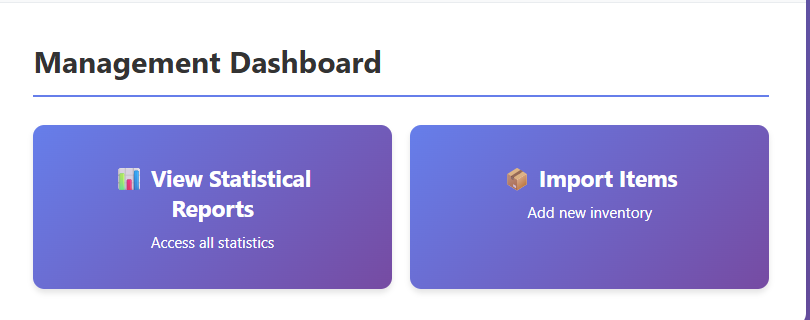 Management Dashboard
📊 View Statistical
Reports
Access all statistics
📦 Import Items
Add new inventory